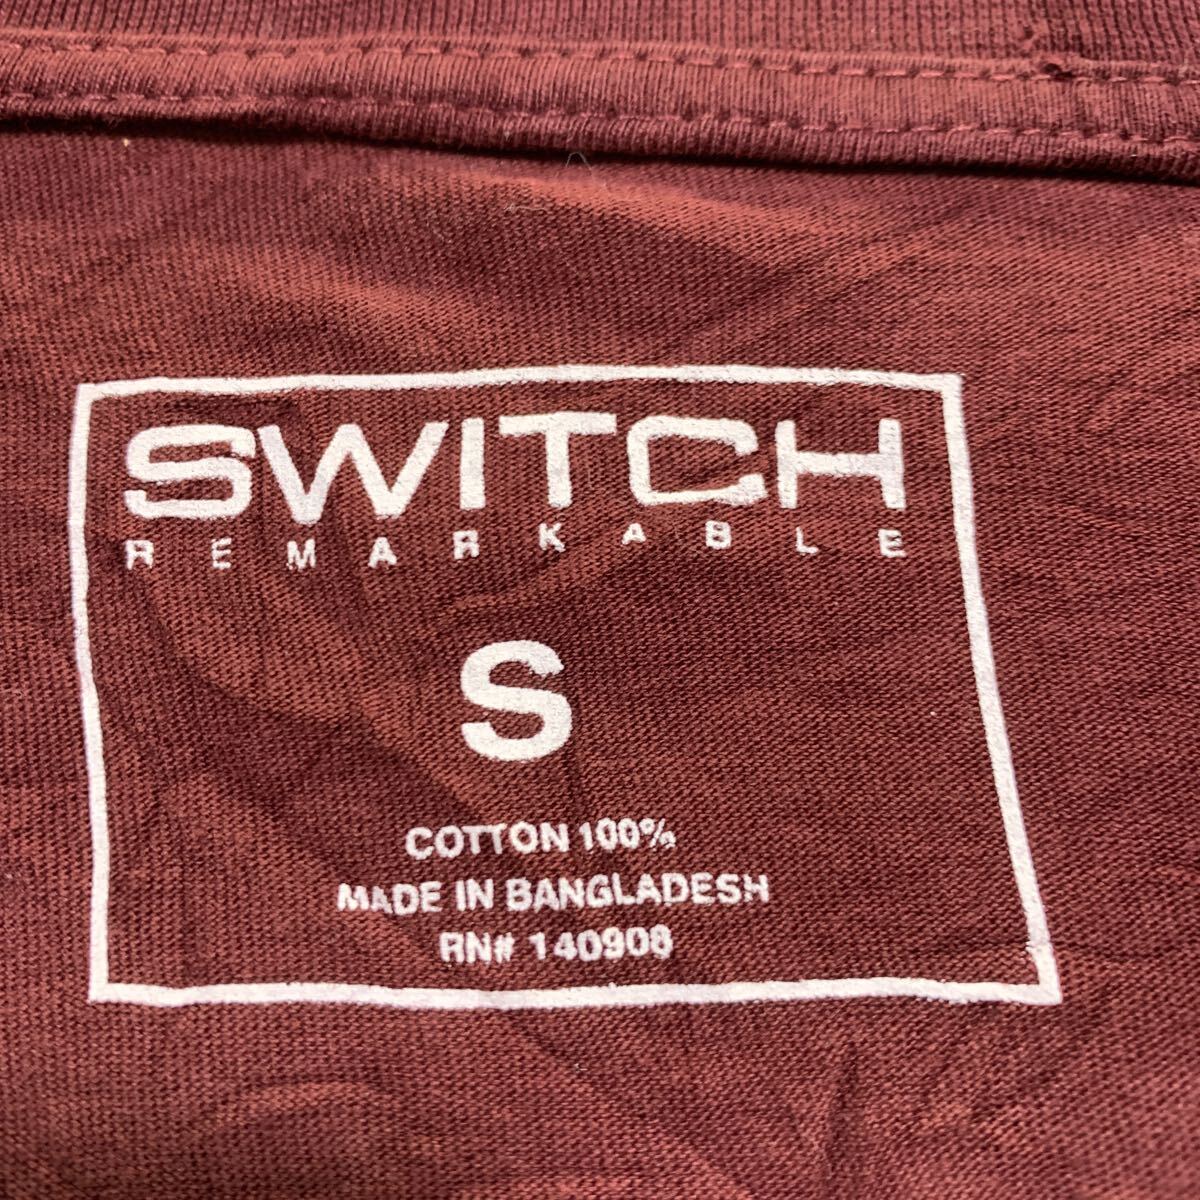 SWITCH
REMARKABLE
S
COTTON 100%
MADE IN BANGLADESH
RN# 140908